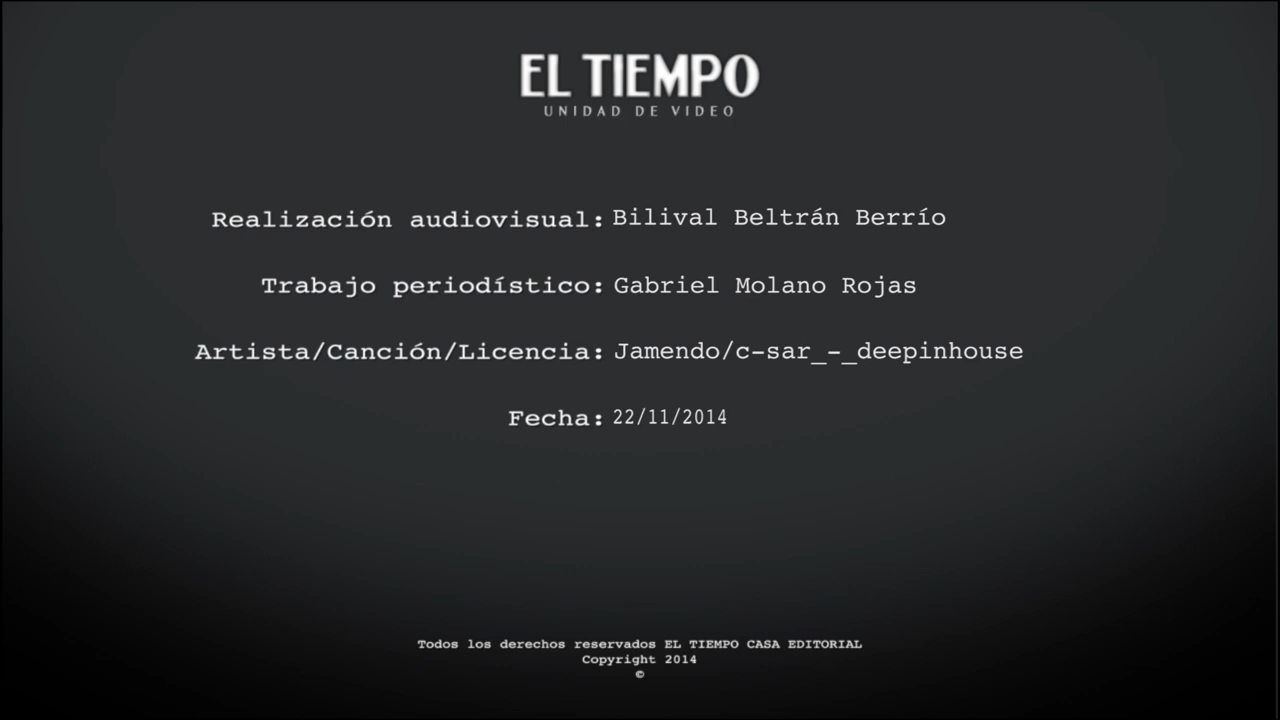 EL TIEMPO
UNIDAD DE VIDEO
Realización audiovisual: Bilival Beltrán Berrío
Trabajo periodístico: Gabriel Molano Rojas
Artista/Canción/Licencia: Jamendo/c-sar_-_deepinhouse
Fecha: 22/11/2014
Todos los derechos reservados EL TIEMPO CASA EDITORIAL
Copyright 2014
©